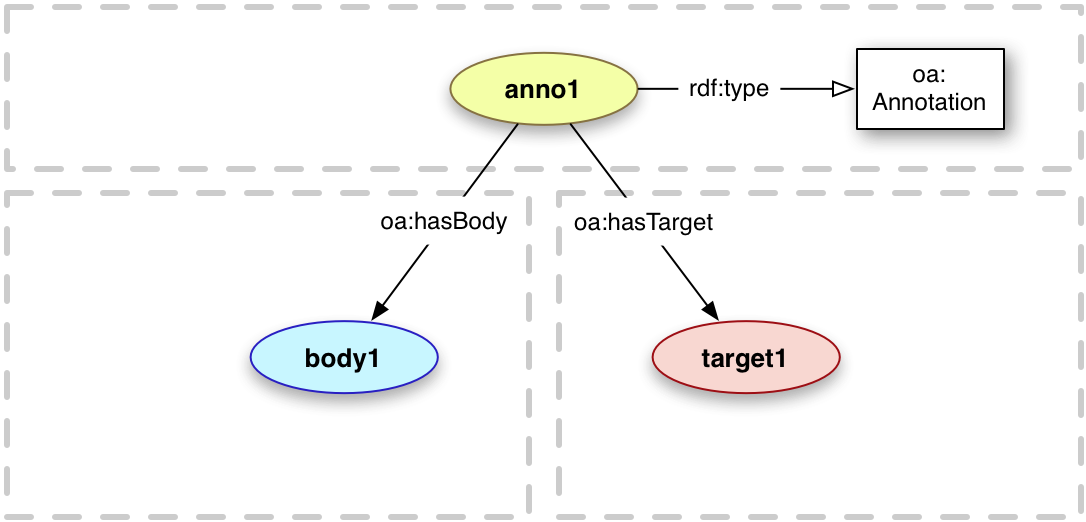 anno1
rdf:type
oa:
Annotation
oa:hasBody
oa:hasTarget
body1
target1